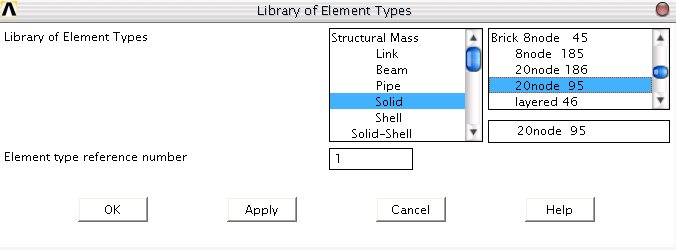 Library of Element Types
Library of Element Types
Structural Mass
Link
Beam
Pipe
Solid
Shell
Solid-Shell
Brick 8node 45
8node 185
20node 186
20node 95
layered 46
20node 95
Element type reference number
1
OK
Apply
Cancel
Help